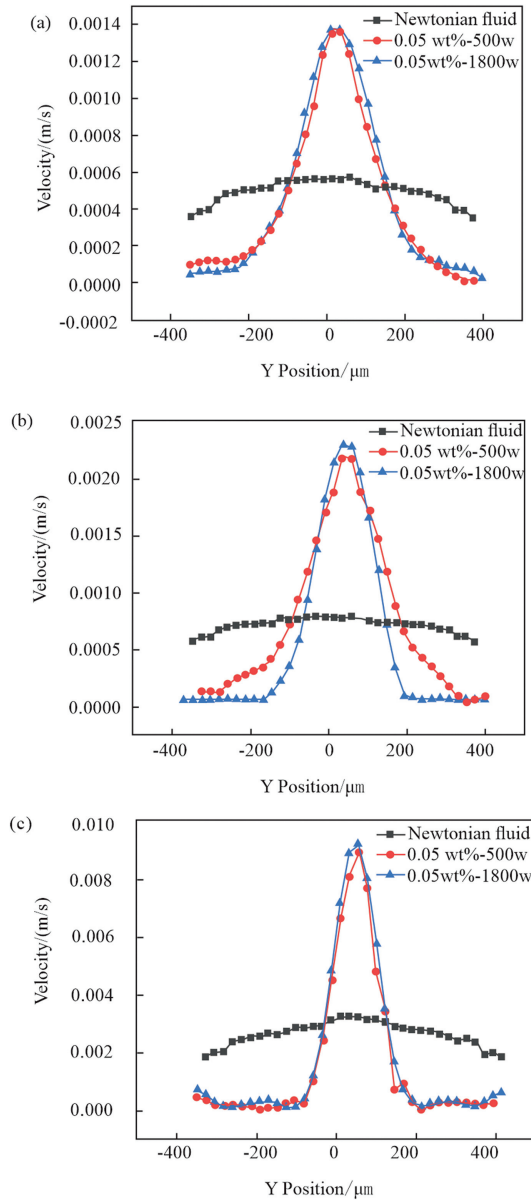 (a)
Newtonian fluid
0.05 wt%-500w
0.05wt%-1800w
Velocity/(m/s)
0.0014
0.0012
0.0010
0.0008
0.0006
0.0004
0.0002
0.0000
-0.0002
-400 -200 0 200 400
Y Position/μm
(b)
Newtonian fluid
0.05 wt%-500w
0.05wt%-1800w
Velocity/(m/s)
0.0025
0.0020
0.0015
0.0010
0.0005
0.0000
-400 -200 0 200 400
Y Position/μm
(c)
Newtonian fluid
0.05 wt%-500w
0.05wt%-1800w
Velocity/(m/s)
0.010
0.008
0.006
0.004
0.002
0.000
-400 -200 0 200 400
Y Position/μm